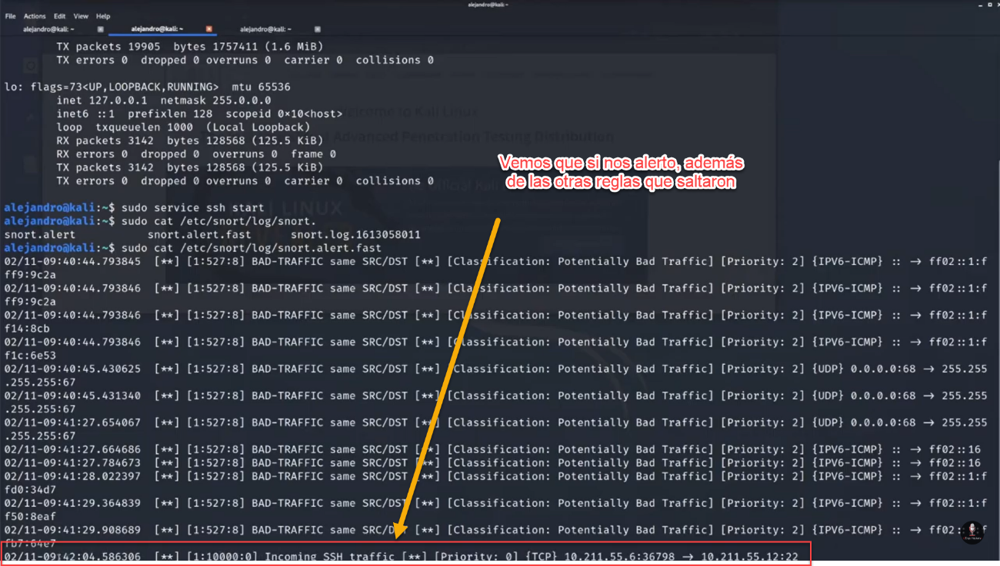 alejandro@kali: ~
File Actions Edit View Help
alejandro@kali: ~ alejandro@kali: ~ alejandro@kali: ~
TX packets 19905 bytes 1757411 (1.6 MiB)
TX errors 0 dropped 0 overruns 0 carrier 0 collisions 0
lo: flags=73<UP,LOOPBACK,RUNNING> mtu 65536
inet 127.0.0.1 netmask 255.0.0.0
inet6 ::1 prefixlen 128 scopeid 0×10<host>
loop txqueuelen 1000 (Local Loopback)
RX packets 3142 bytes 128568 (125.5 KiB)
RX errors 0 dropped 0 overruns 0 frame 0
TX packets 3142 bytes 128568 (125.5 KiB)
TX errors 0 dropped 0 overruns 0 carrier 0 collisions 0
Vemos que si nos alerto, además
de las otras reglas que saltaron
alejandro@kali:~$ sudo service ssh start
alejandro@kali:~$ sudo cat /etc/snort/log/snort.
snort.alert snort.alert.fast snort.log.1613058011
alejandro@kali:~$ sudo cat /etc/snort/log/snort.alert.fast
02/11-09:40:44.793845 [**] [1:527:8] BAD-TRAFFIC same SRC/DST [**] [Classification: Potentially Bad Traffic] [Priority: 2] {IPV6-ICMP} :: → ff02::1:f
ff9:9c2a
02/11-09:40:44.793846 [**] [1:527:8] BAD-TRAFFIC same SRC/DST [**] [Classification: Potentially Bad Traffic] [Priority: 2] {IPV6-ICMP} :: → ff02::1:f
ff9:9c2a
02/11-09:40:44.793846 [**] [1:527:8] BAD-TRAFFIC same SRC/DST [**] [Classification: Potentially Bad Traffic] [Priority: 2] {IPV6-ICMP} :: → ff02::1:f
f14:8cb
02/11-09:40:44.793846 [**] [1:527:8] BAD-TRAFFIC same SRC/DST [**] [Classification: Potentially Bad Traffic] [Priority: 2] {IPV6-ICMP} :: → ff02::1:f
f1c:6e53
02/11-09:40:45.430625 [**] [1:527:8] BAD-TRAFFIC same SRC/DST [**] [Classification: Potentially Bad Traffic] [Priority: 2] {UDP} 0.0.0.0:68 → 255.255
.255.255:67
02/11-09:40:45.431340 [**] [1:527:8] BAD-TRAFFIC same SRC/DST [**] [Classification: Potentially Bad Traffic] [Priority: 2] {UDP} 0.0.0.0:68 → 255.255
.255.255:67
02/11-09:41:27.654067 [**] [1:527:8] BAD-TRAFFIC same SRC/DST [**] [Classification: Potentially Bad Traffic] [Priority: 2] {UDP} 0.0.0.0:68 → 255.255
.255.255:67
02/11-09:41:27.664686 [**] [1:527:8] BAD-TRAFFIC same SRC/DST [**] [Classification: Potentially Bad Traffic] [Priority: 2] {IPV6-ICMP} :: → ff02::16
02/11-09:41:27.784673 [**] [1:527:8] BAD-TRAFFIC same SRC/DST [**] [Classification: Potentially Bad Traffic] [Priority: 2] {IPV6-ICMP} :: → ff02::16
02/11-09:41:28.022397 [**] [1:527:8] BAD-TRAFFIC same SRC/DST [**] [Classification: Potentially Bad Traffic] [Priority: 2] {IPV6-ICMP} :: → ff02::1:f
fd0:34d7
02/11-09:41:29.364839 [**] [1:527:8] BAD-TRAFFIC same SRC/DST [**] [Classification: Potentially Bad Traffic] [Priority: 2] {IPV6-ICMP} :: → ff02::1:f
f50:8eaf
02/11-09:41:29.908689 [**] [1:527:8] BAD-TRAFFIC same SRC/DST [**] [Classification: Potentially Bad Traffic] [Priority: 2] {IPV6-ICMP} :: → ff02::
fb7:64e7
02/11-09:42:04.586306 [**] [1:10000:0] Incoming SSH traffic [**] [Priority: 0] {TCP} 10.211.55.6:36798 → 10.211.55.12:22